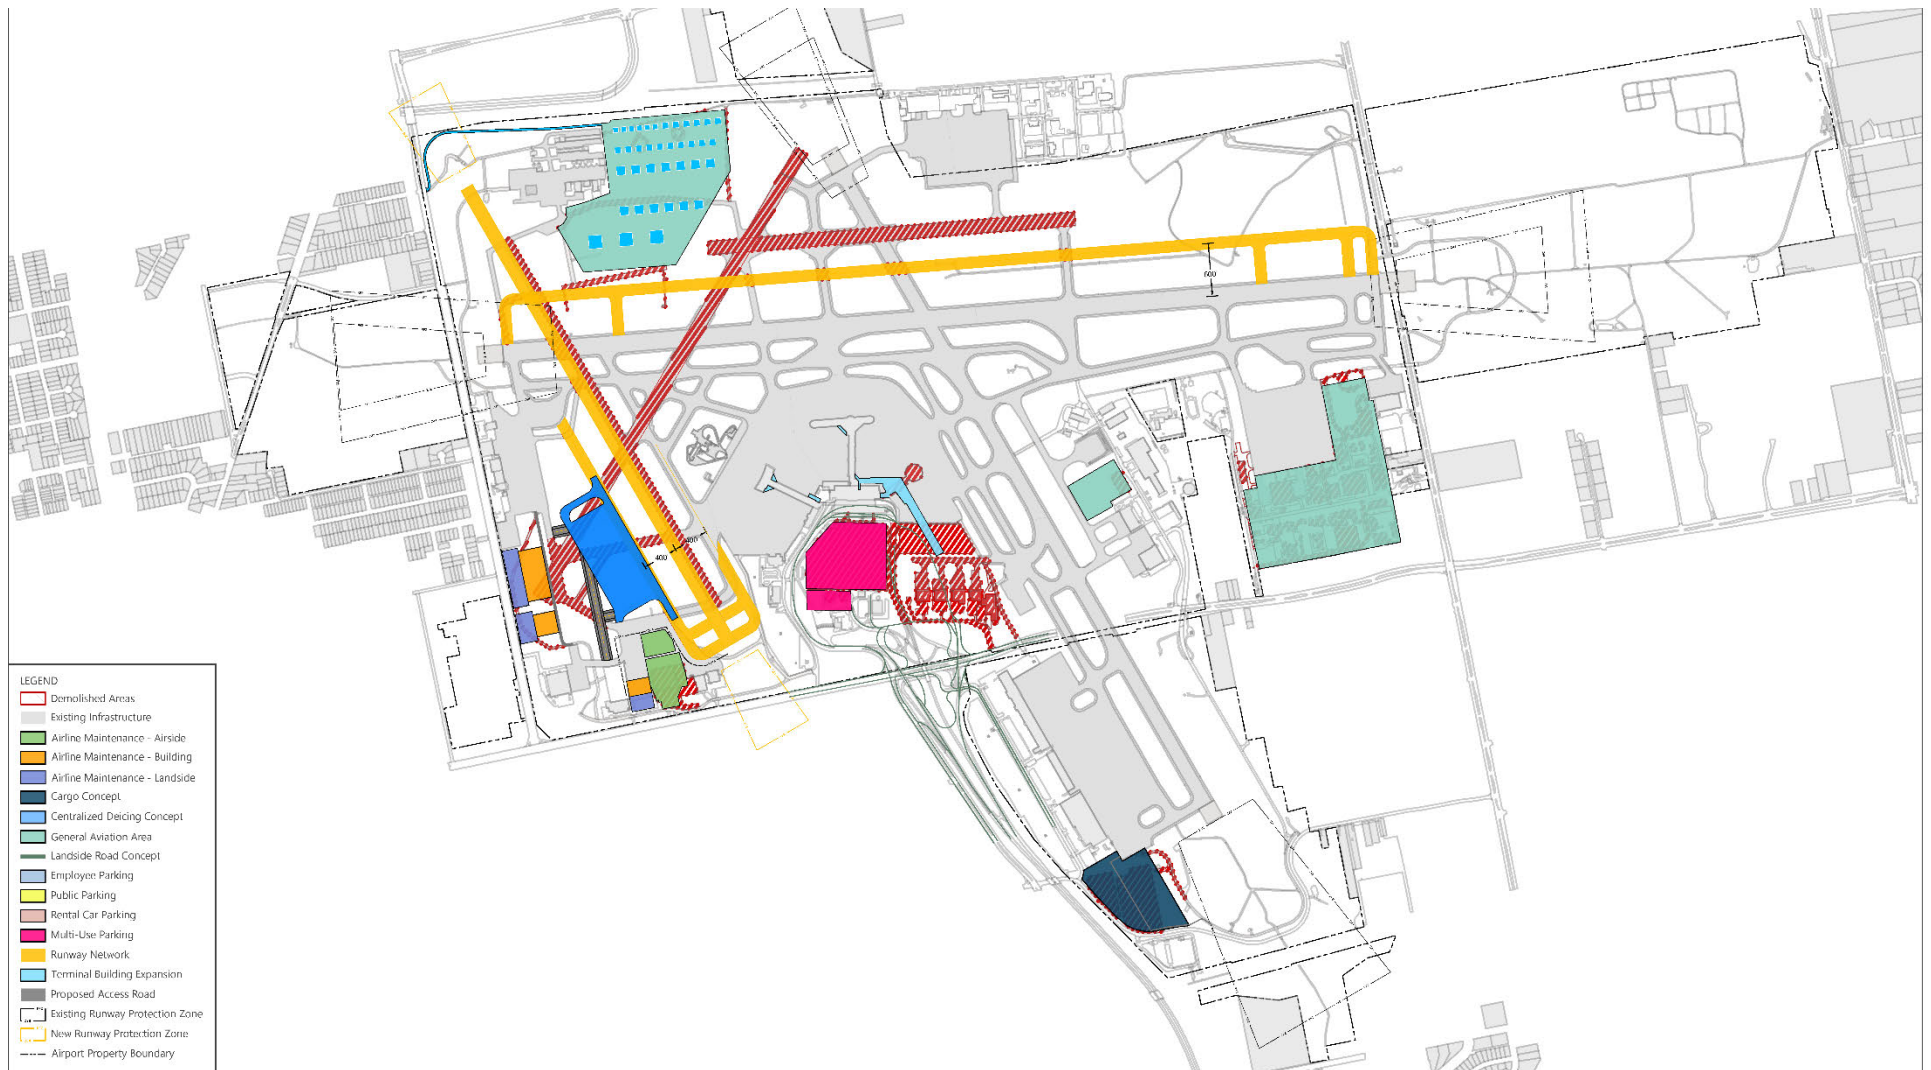 600
400
400
LEGEND
Demolished Areas
Existing Infrastructure
Airline Maintenance - Airside
Airline Maintenance - Building
Airline Maintenance - Landside
Cargo Concept
Centralized Deicing Concept
General Aviation Area
Landside Road Concept
Employee Parking
Public Parking
Rental Car Parking
Multi-Use Parking
Runway Network
Terminal Building Expansion
Proposed Access Road
Existing Runway Protection Zone
New Runway Protection Zone
Airport Property Boundary